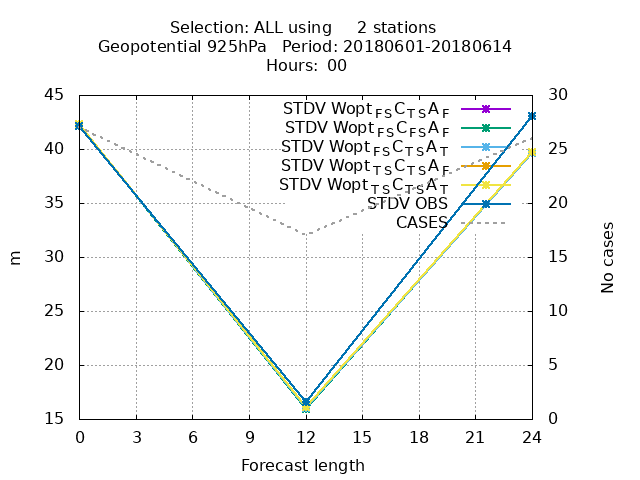 Selection: ALL using 2 stations
Geopotential 925hPa Period: 20180601-20180614
Hours: 00
45 30
STDV Wopt_FS C_TS A_F
STDV Wopt_FS C_FS A_F
40 25
STDV Wopt_FS C_TS A_T
STDV Wopt_TS C_TS A_F
STDV Wopt_TS C_TS A_T
35 20
STDV OBS
CASES
30 15
m
No cases
25 10
20 5
15 0
0 3 6 9 12 15 18 21 24
Forecast length